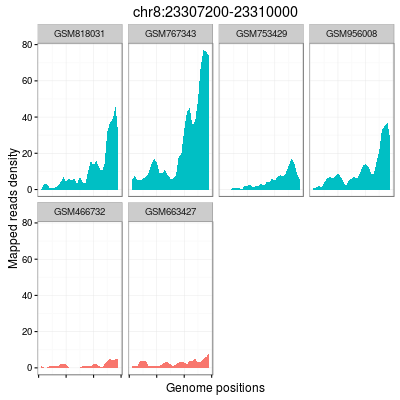 chr8:23307200-23310000
GSM818031 GSM767343 GSM753429 GSM956008
80
60
40
20
0
Mapped reads density
GSM466732 GSM663427
80
60
40
20
0
Genome positions